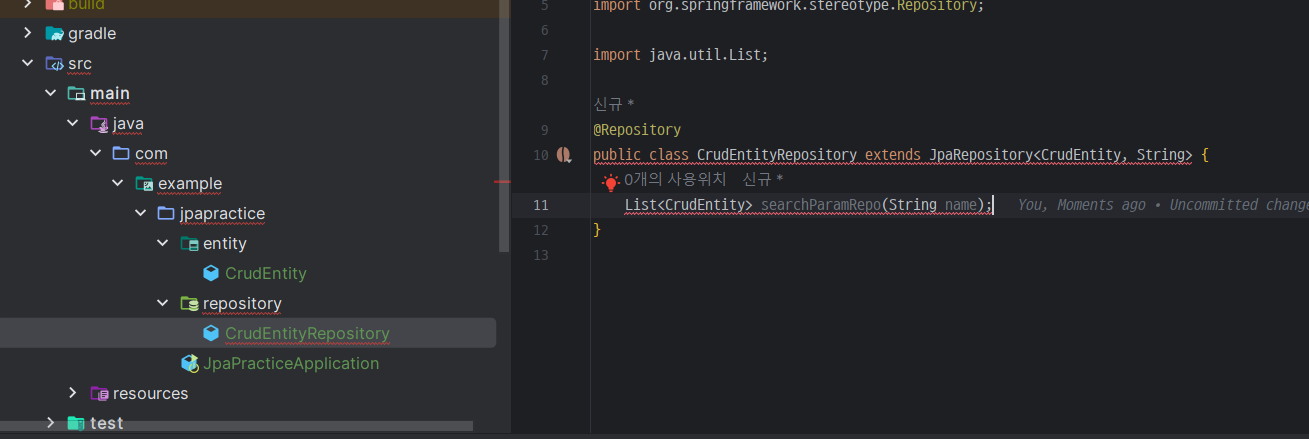 build
gradle
src
main
java
com
example
jpapractice
entity
CrudEntity
repository
CrudEntityRepository
JpaPracticeApplication
resources
test
5 import org.springframework.stereotype.Repository;
6
7 import java.util.List;
8
신규 *
9 @Repository
10 public class CrudEntityRepository extends JpaRepository<CrudEntity, String> {
0개의 사용위치 신규 *
11 List<CrudEntity> searchParamRepo(String name); You, Moments ago • Uncommitted change
12 }
13